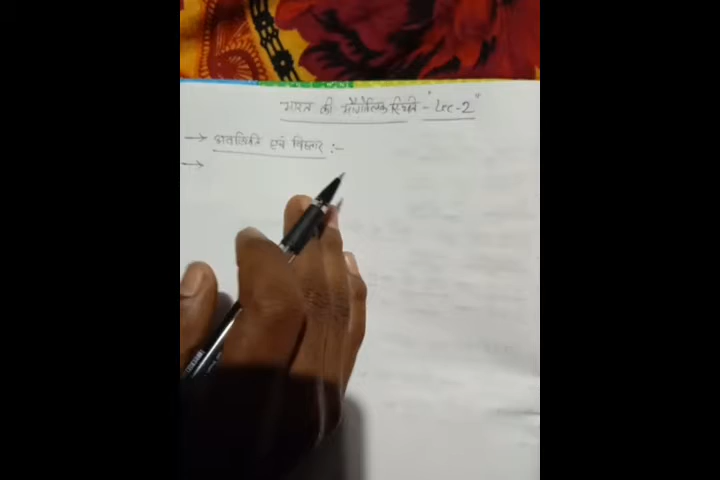 भारत की भौगोलिक स्थिति - "Lec-2"
→ अवस्थिति एवं विस्तार :-
→